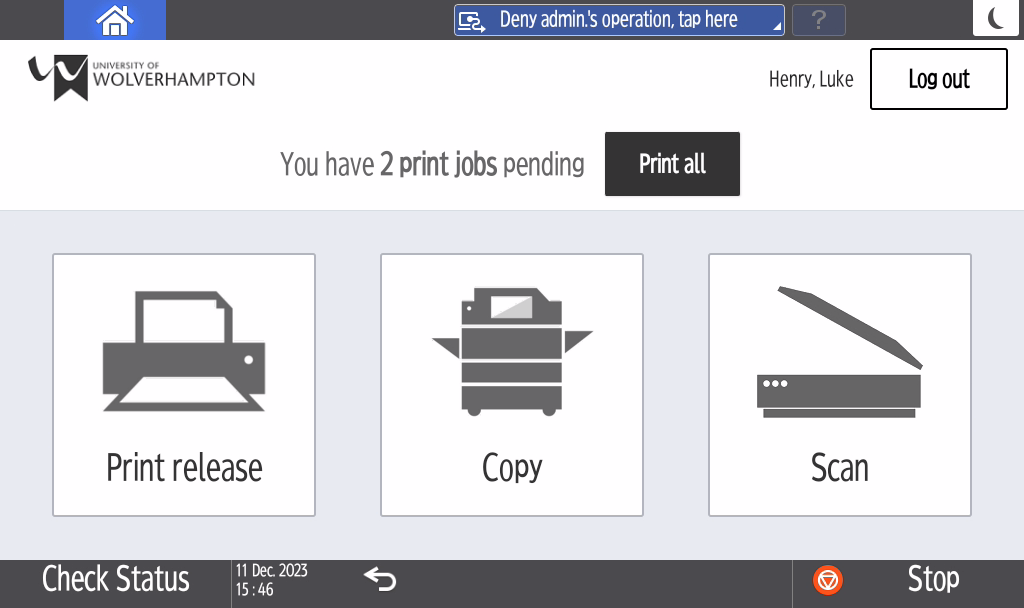 Deny admin.'s operation, tap here
?
UNIVERSITY OF
WOLVERHAMPTON
Henry, Luke
Log out
You have 2 print jobs pending
Print all
Print release
Copy
Scan
Check Status
11 Dec. 2023
15 : 46
Stop